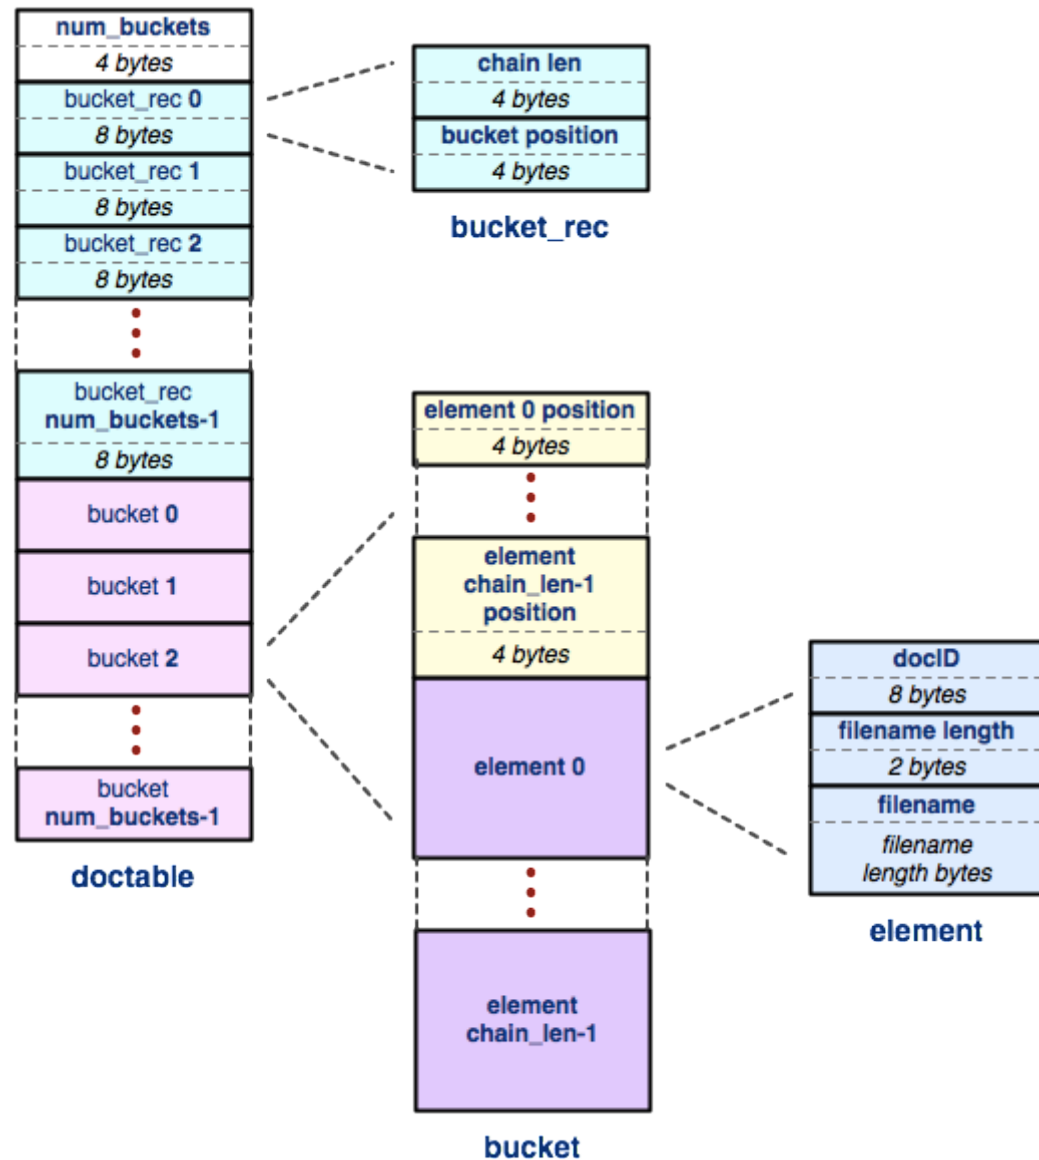 num_buckets
4 bytes
bucket_rec 0
8 bytes
bucket_rec 1
8 bytes
bucket_rec 2
8 bytes
bucket_rec
num_buckets-1
8 bytes
bucket 0
bucket 1
bucket 2
bucket
num_buckets-1
doctable
chain len
4 bytes
bucket position
4 bytes
bucket_rec
element 0 position
4 bytes
element
chain_len-1
position
4 bytes
element 0
element
chain_len-1
bucket
docID
8 bytes
filename length
2 bytes
filename
filename
length bytes
element